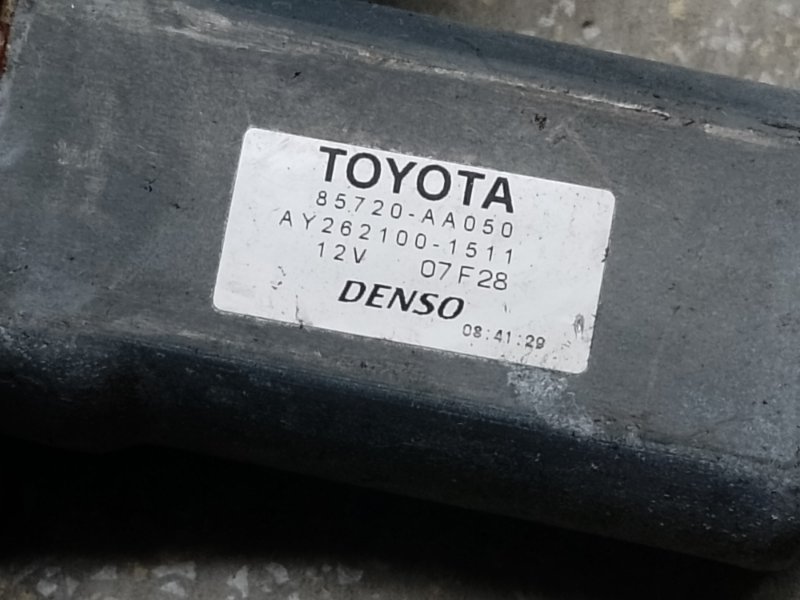 TOYOTA
85720-AA050
AY262100-1511
12V 07F28
DENSO
08:41:29